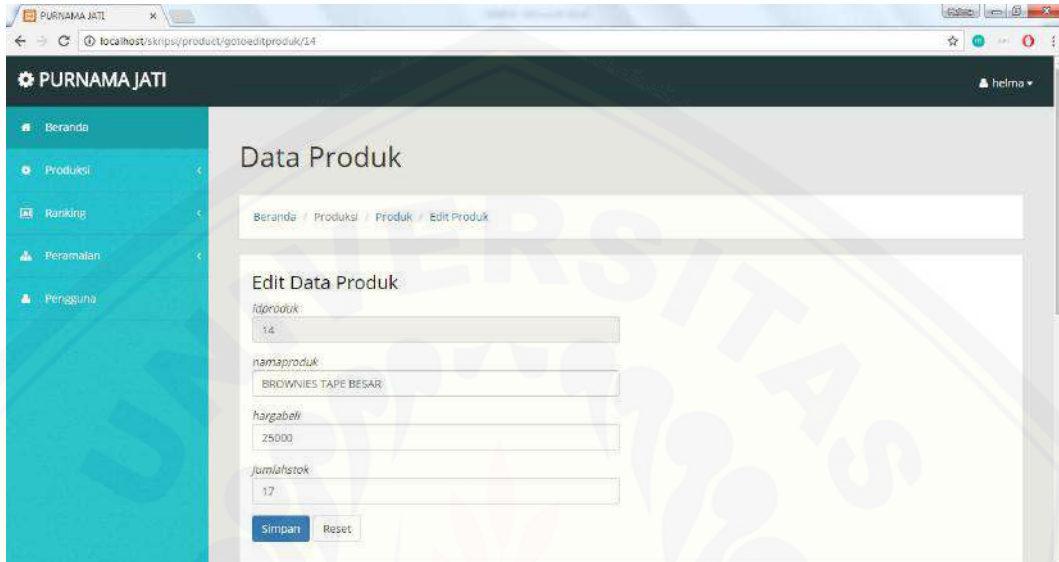 PURNAMA JATI
localhost/skripsi/product/gotoeditproduk/14
PURNAMA JATI
helma
Beranda
Produksi
Ranking
Peramalan
Pengguna
Data Produk
Beranda / Produksi / Produk / Edit Produk
Edit Data Produk
idproduk
14
namaproduk
BROWNIES TAPE BESAR
hargabeli
25000
jumlahstok
17
Simpan Reset
UNIVERSITAS